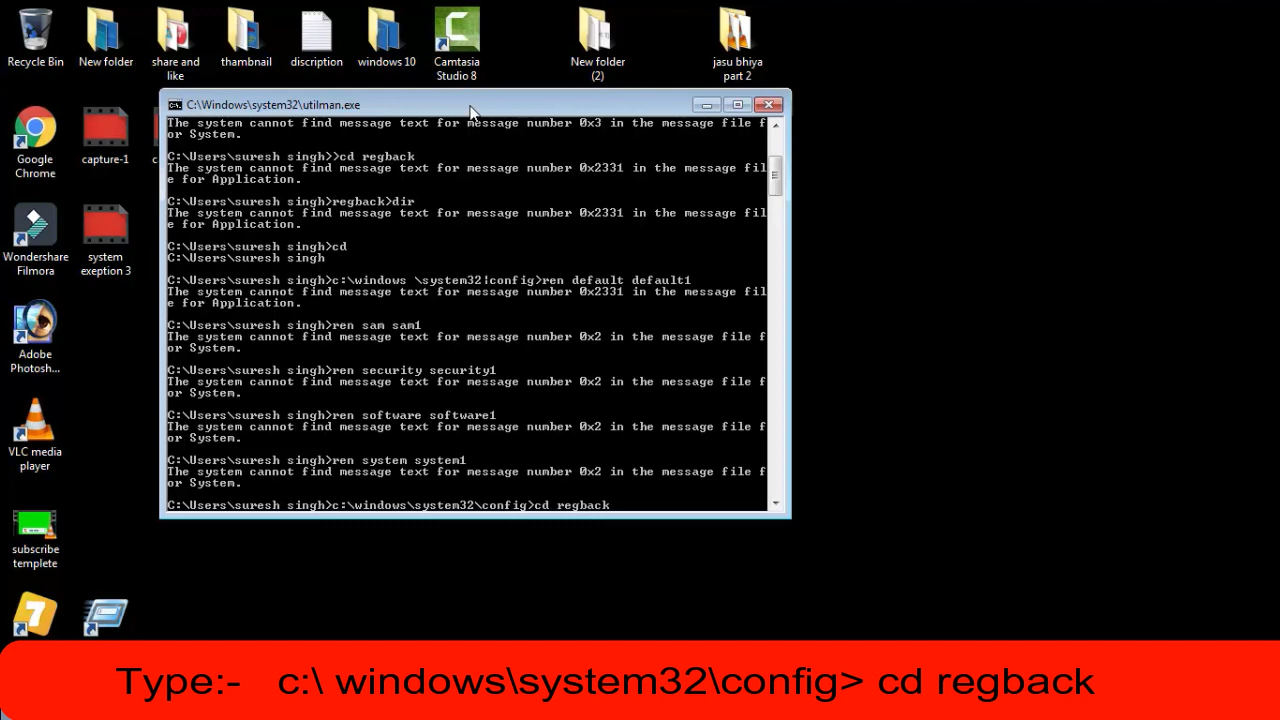 Recycle Bin
New folder
share and
like
thambnail
discription
windows 10
Camtasia
Studio 8
New folder
(2)
jasu bhiya
part 2
Google
Chrome
capture-1
Wondershare
Filmora
system
exeption 3
Adobe
Photosh...
VLC media
player
subscribe
templete
C:\Windows\system32\utilman.exe
The system cannot find message text for message number 0x3 in the message file f
or System.
C:\Users\suresh singh>>cd regback
The system cannot find message text for message number 0x2331 in the message fil
e for Application.
C:\Users\suresh singh>regback>dir
The system cannot find message text for message number 0x2331 in the message fil
e for Application.
C:\Users\suresh singh>cd
C:\Users\suresh singh
C:\Users\suresh singh>c:\windows \system32|config>ren default default1
The system cannot find message text for message number 0x2331 in the message fil
e for Application.
C:\Users\suresh singh>ren sam sam1
The system cannot find message text for message number 0x2 in the message file f
or System.
C:\Users\suresh singh>ren security security1
The system cannot find message text for message number 0x2 in the message file f
or System.
C:\Users\suresh singh>ren software software1
The system cannot find message text for message number 0x2 in the message file f
or System.
C:\Users\suresh singh>ren system system1
The system cannot find message text for message number 0x2 in the message file f
or System.
C:\Users\suresh singh>c:\windows\system32\config>cd regback
Type:- c:\ windows\system32\config> cd regback